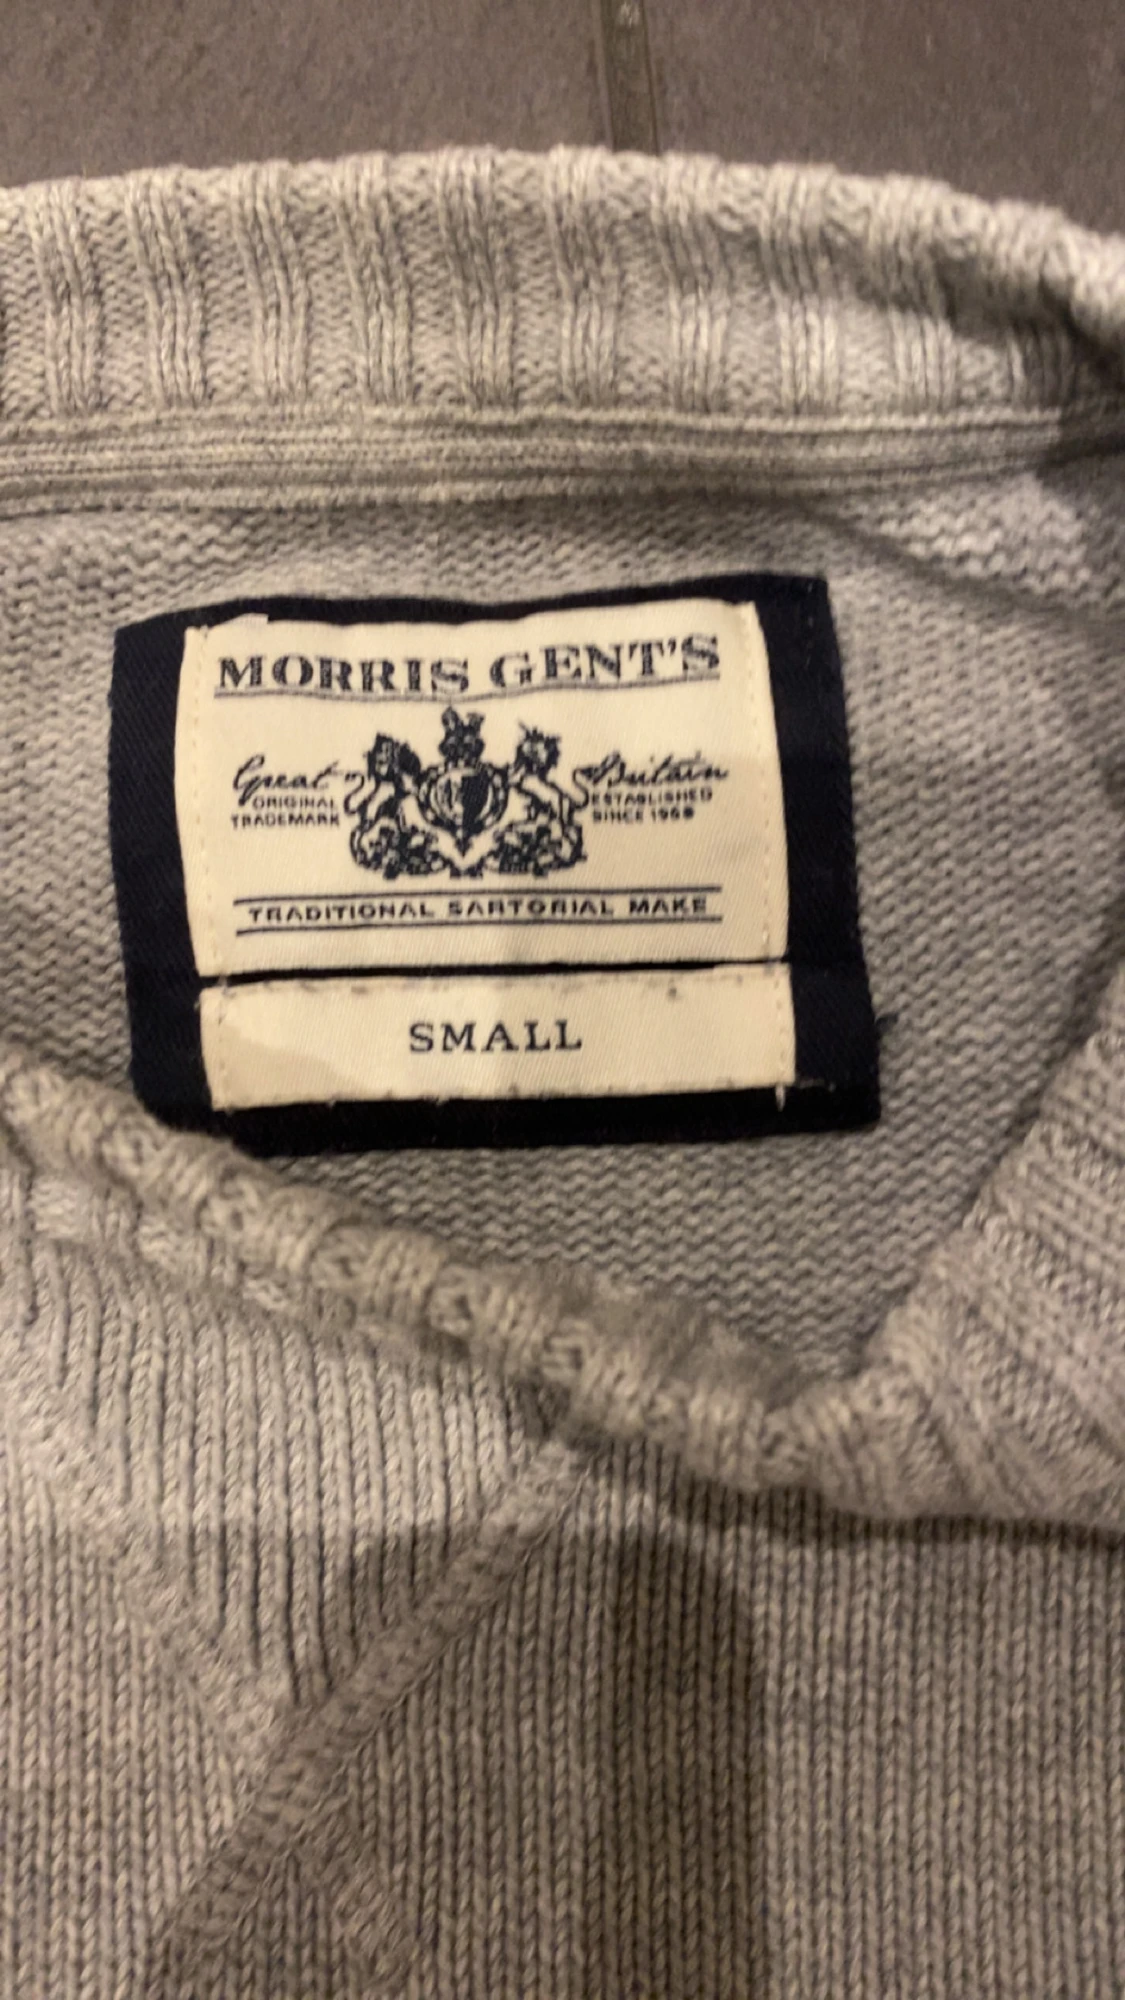 MORRIS GENT'S
Great Britain
ORIGINAL ESTABLISHED
TRADEMARK SINCE 1969
TRADITIONAL SARTORIAL MAKE
SMALL